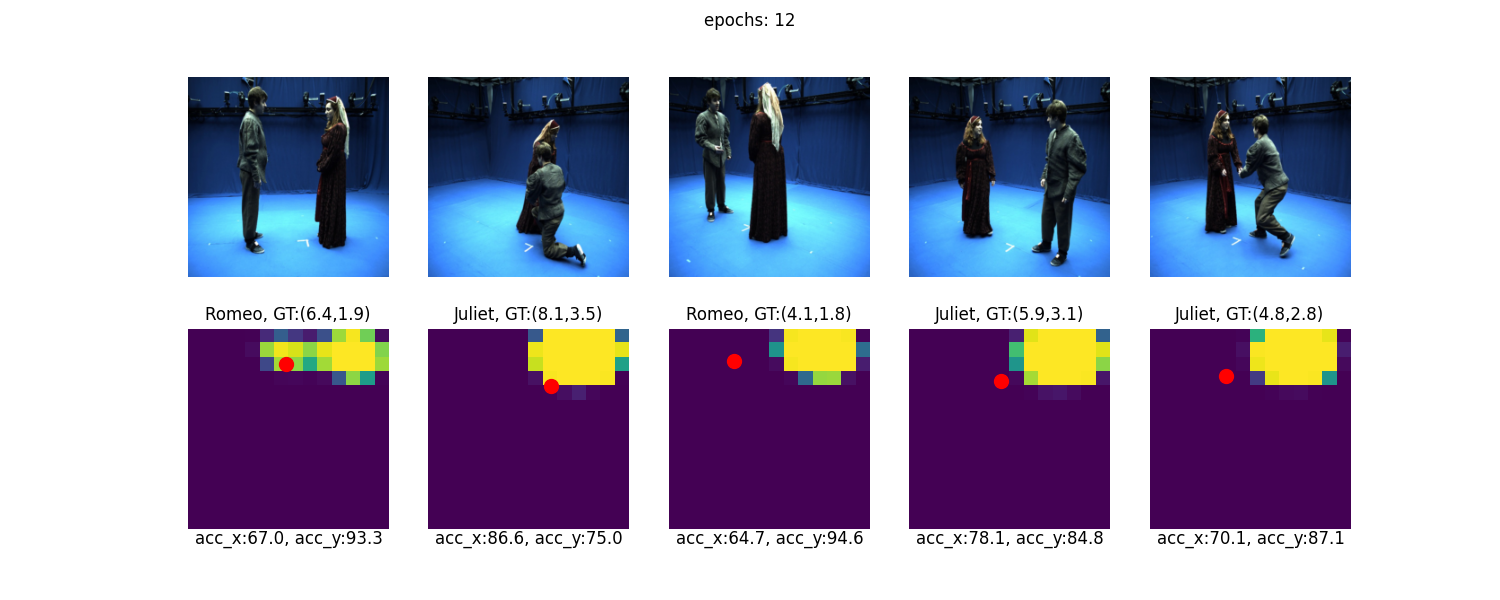 epochs: 12
Romeo, GT:(6.4,1.9)
Juliet, GT:(8.1,3.5)
Romeo, GT:(4.1,1.8)
Juliet, GT:(5.9,3.1)
Juliet, GT:(4.8,2.8)
acc_x:67.0, acc_y:93.3
acc_x:86.6, acc_y:75.0
acc_x:64.7, acc_y:94.6
acc_x:78.1, acc_y:84.8
acc_x:70.1, acc_y:87.1